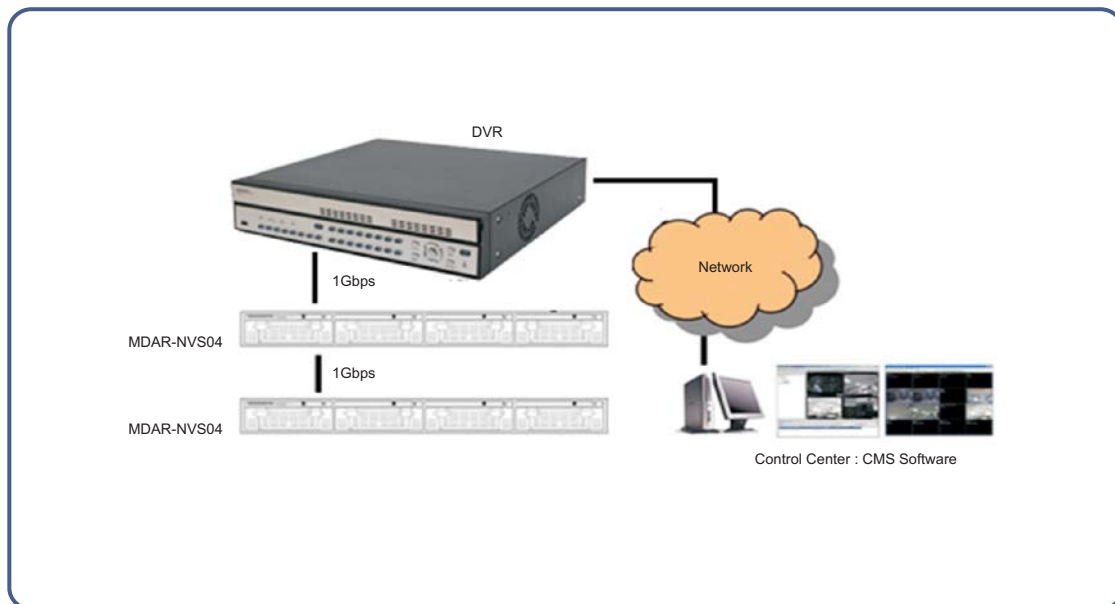 DVR
1Gbps
Network
MDAR-NVS04
1Gbps
MDAR-NVS04
Control Center : CMS Software